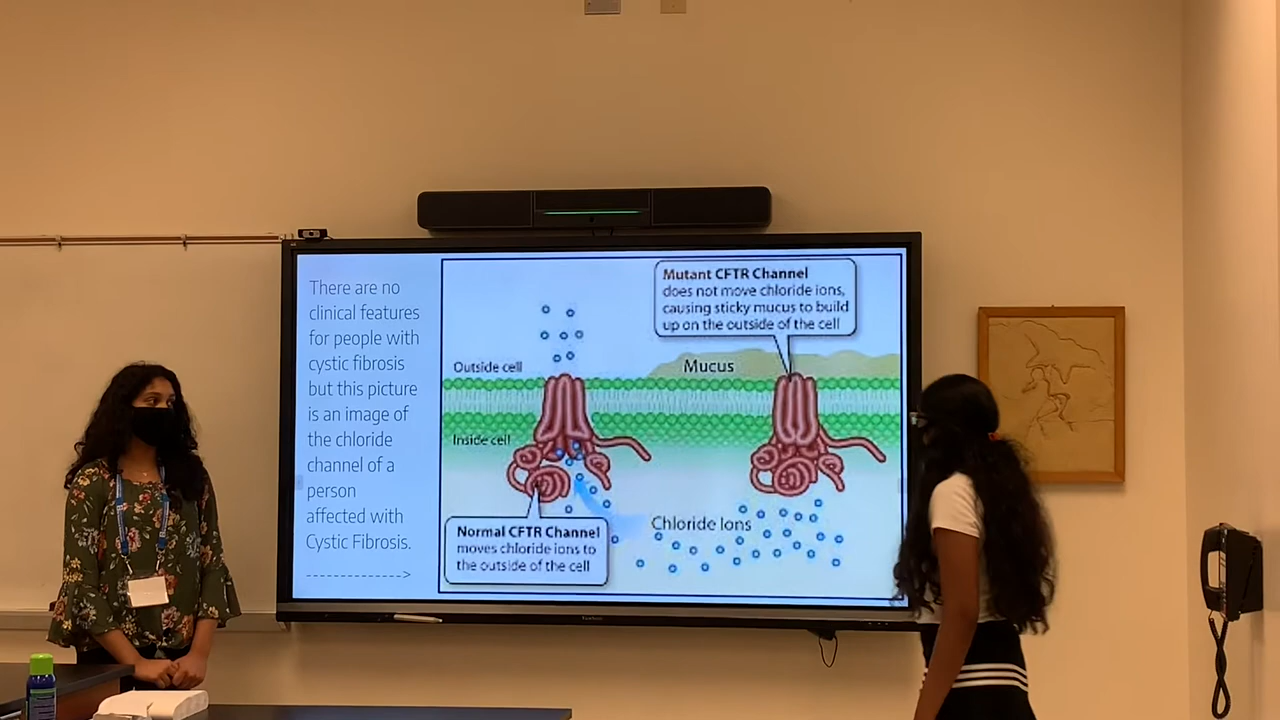 There are no
clinical features
for people with
cystic fibrosis
but this picture
is an image of
the chloride
channel of a
person
affected with
Cystic Fibrosis.
-------------->
Mutant CFTR Channel
does not move chloride ions,
causing sticky mucus to build
up on the outside of the cell
Outside cell
Mucus
Inside cell
Normal CFTR Channel
moves chloride ions to
the outside of the cell
Chloride Ions